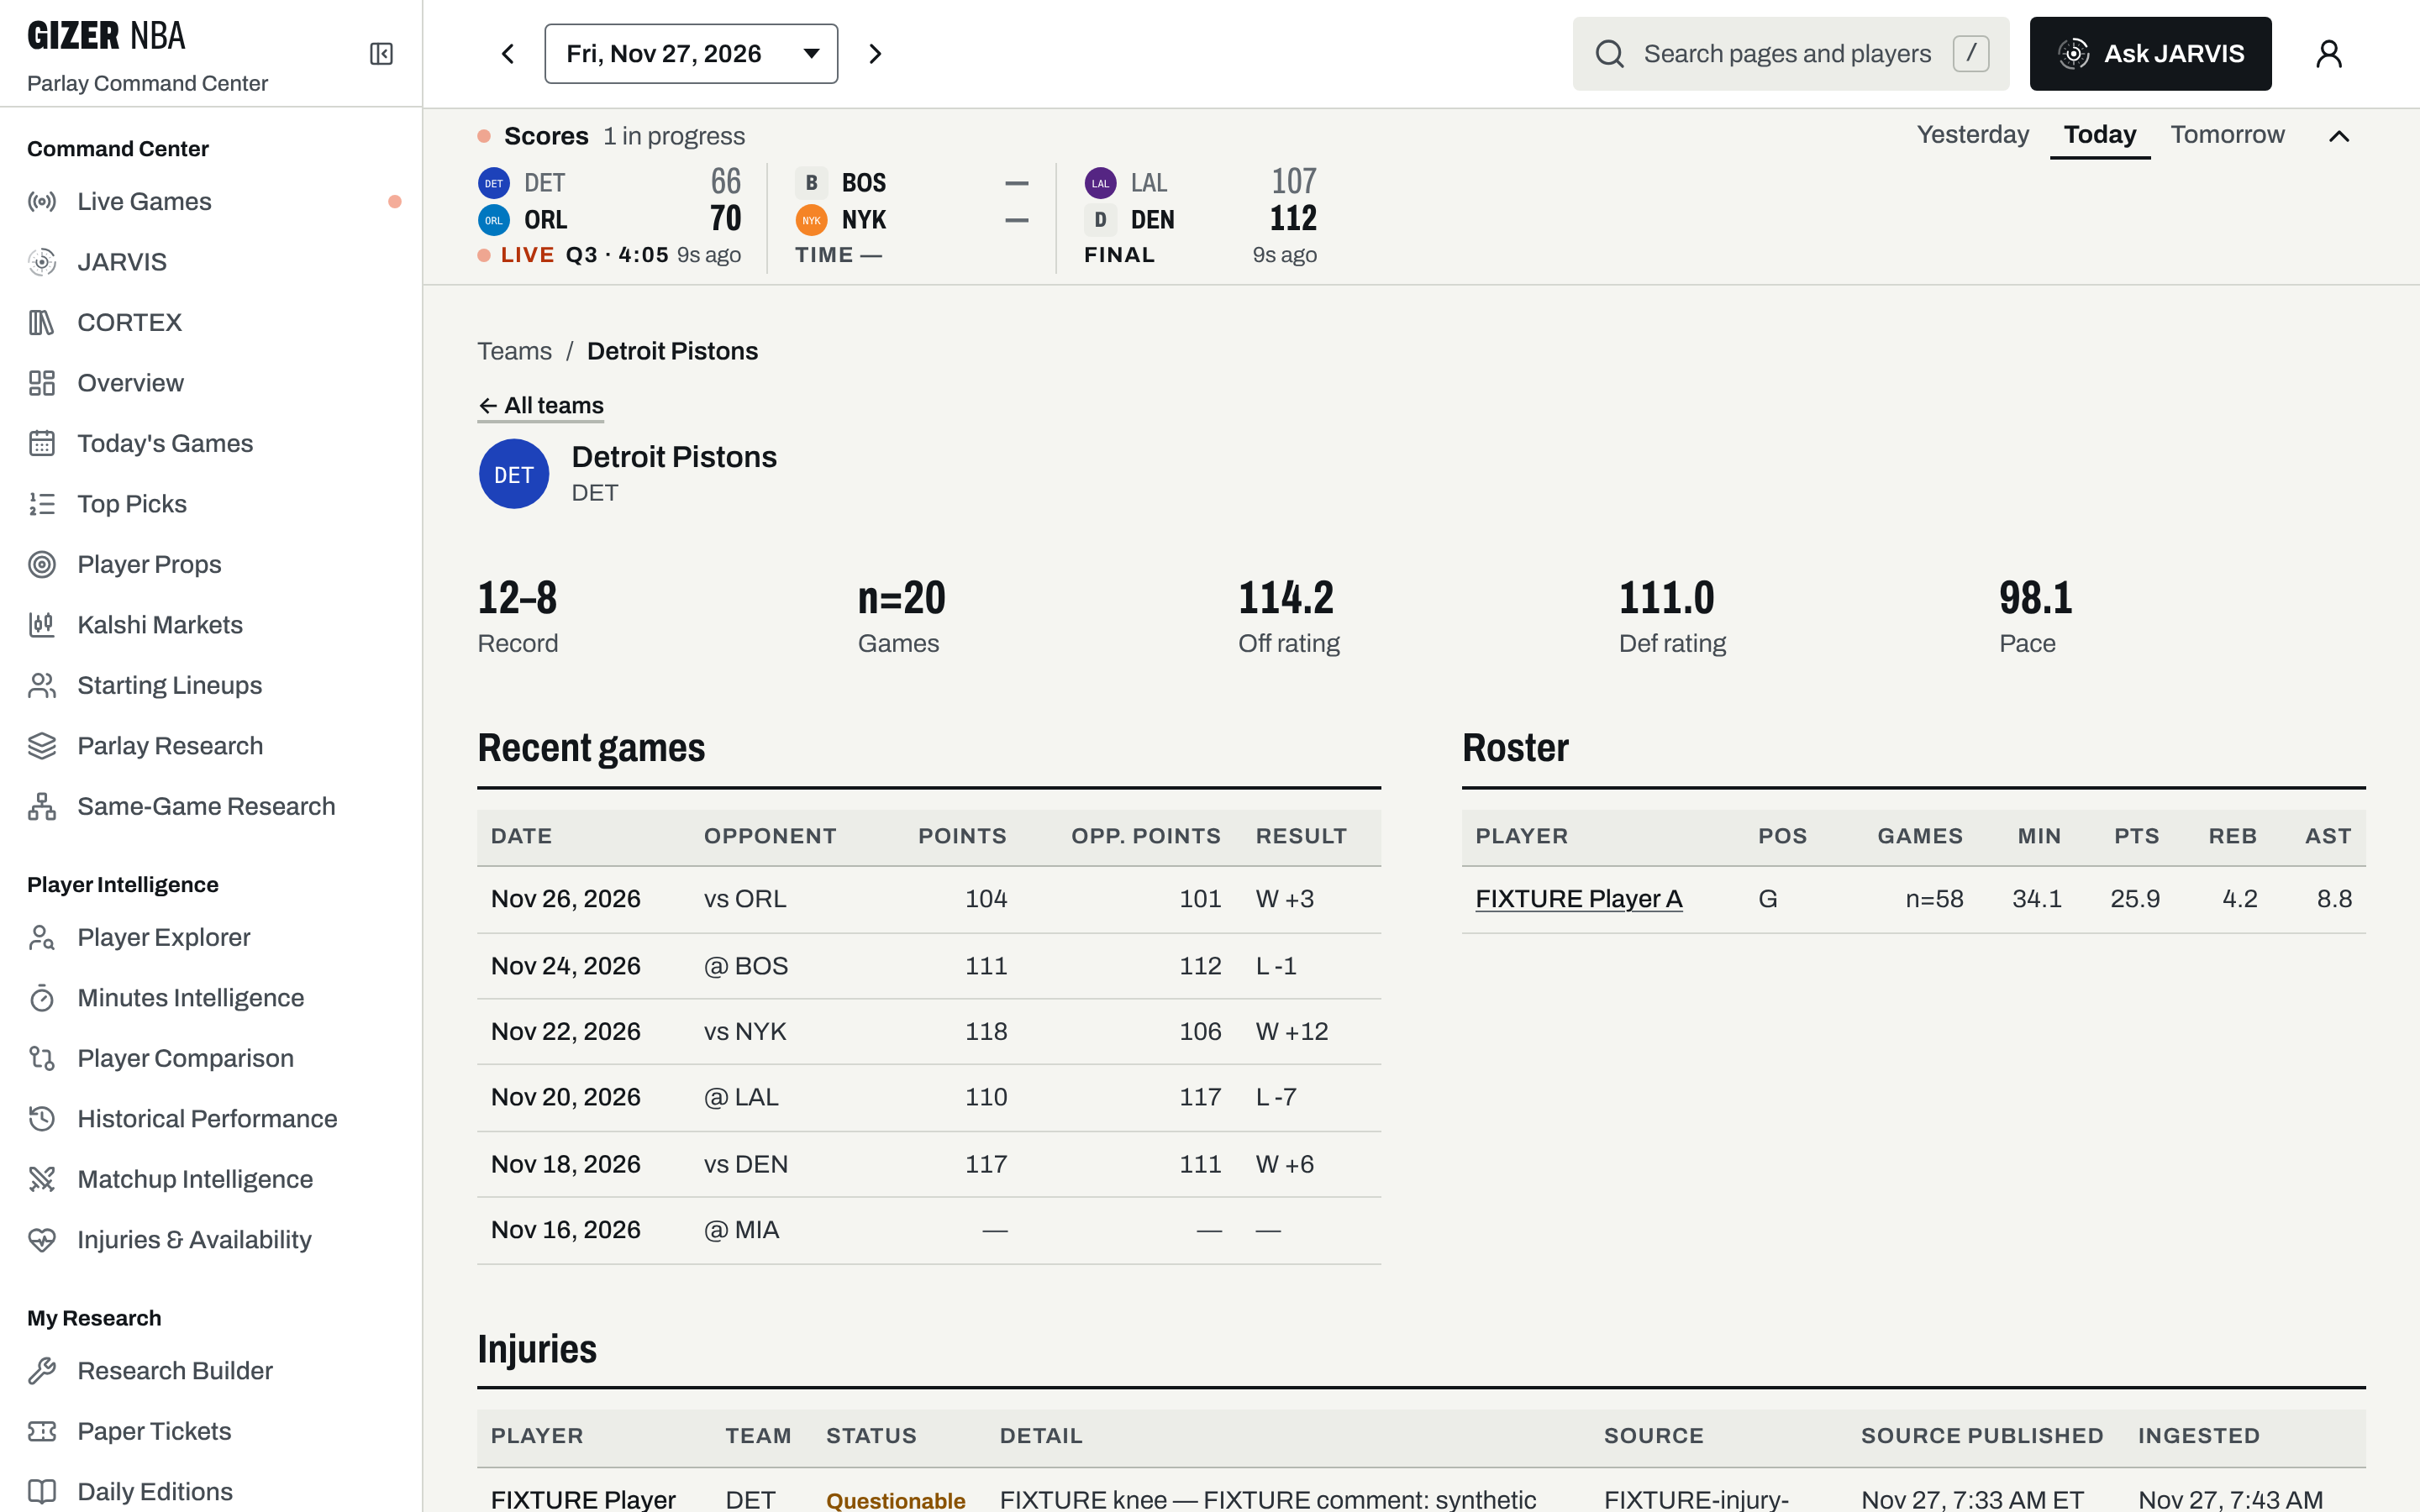 GIZER NBA
Parlay Command Center
Command Center
Live Games
JARVIS
CORTEX
Overview
Today's Games
Top Picks
Player Props
Kalshi Markets
Starting Lineups
Parlay Research
Same-Game Research
Player Intelligence
Player Explorer
Minutes Intelligence
Player Comparison
Historical Performance
Matchup Intelligence
Injuries & Availability
My Research
Research Builder
Paper Tickets
Daily Editions
Fri, Nov 27, 2026
Search pages and players /
Ask JARVIS
Scores 1 in progress
Yesterday Today Tomorrow
DET DET 66
ORL ORL 70
LIVE Q3 · 4:05 9s ago
B BOS —
NYK NYK —
TIME —
LAL LAL 107
D DEN 112
FINAL 9s ago
Teams / Detroit Pistons
← All teams
DET
Detroit Pistons
DET
12–8
Record
n=20
Games
114.2
Off rating
111.0
Def rating
98.1
Pace
Recent games
DATE OPPONENT POINTS OPP. POINTS RESULT
Nov 26, 2026 vs ORL 104 101 W +3
Nov 24, 2026 @ BOS 111 112 L -1
Nov 22, 2026 vs NYK 118 106 W +12
Nov 20, 2026 @ LAL 110 117 L -7
Nov 18, 2026 vs DEN 117 111 W +6
Nov 16, 2026 @ MIA — — —
Roster
PLAYER POS GAMES MIN PTS REB AST
FIXTURE Player A G n=58 34.1 25.9 4.2 8.8
Injuries
PLAYER TEAM STATUS DETAIL SOURCE SOURCE PUBLISHED INGESTED
FIXTURE Player DET Questionable FIXTURE knee — FIXTURE comment: synthetic FIXTURE-injury- Nov 27, 7:33 AM ET Nov 27, 7:43 AM